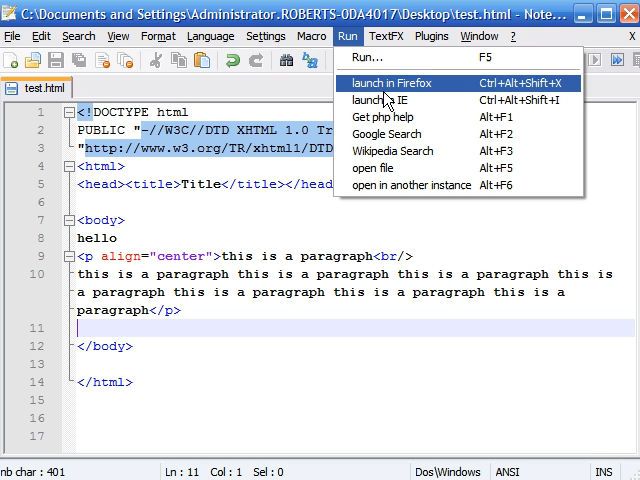 C:\Documents and Settings\Administrator.ROBERTS-0DA4017\Desktop\test.html - Note...
File Edit Search View Format Language Settings Macro Run TextFX Plugins Window ? X
Run... F5
launch in Firefox Ctrl+Alt+Shift+X
IE Ctrl+Alt+Shift+I
Get php help Alt+F1
Google Search Alt+F2
Wikipedia Search Alt+F3
open file Alt+F5
open in another instance Alt+F6
test.html
1 <!DOCTYPE html
2 PUBLIC "-//W3C//DTD XHTML 1.0 Tr
3 "http://www.w3.org/TR/xhtml1/DTD
4 <html>
5 <head><title>Title</title></head
6
7 <body>
8 hello
9 <p align="center">this is a paragraph<br/>
10 this is a paragraph this is a paragraph this is a paragraph this is
a paragraph this is a paragraph this is a paragraph this is a
paragraph</p>
11
12 </body>
13
14 </html>
15
16
17
nb char : 401 Ln : 11 Col : 1 Sel : 0 Dos\Windows ANSI INS